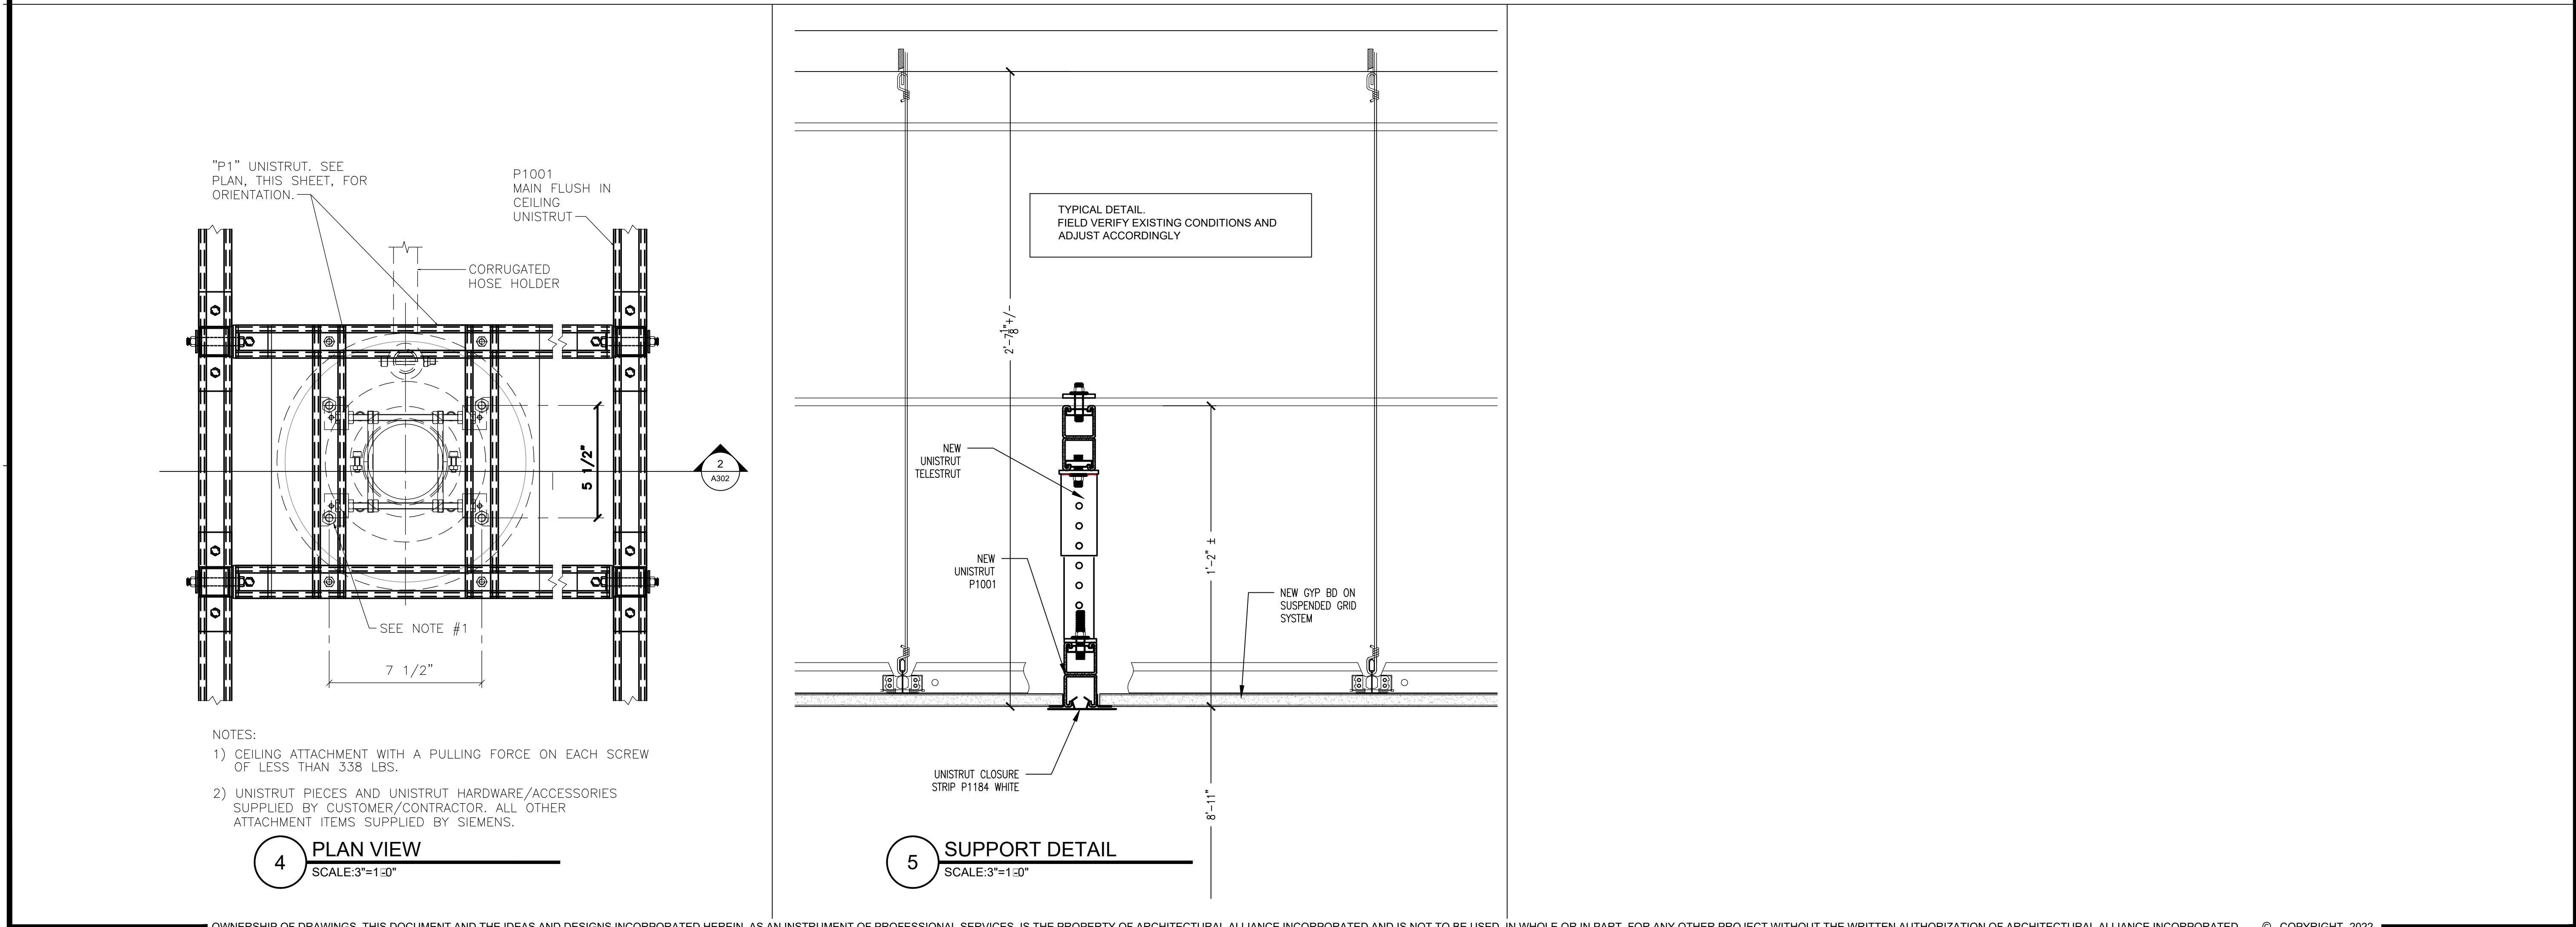 "P1" UNISTRUT. SEE
PLAN, THIS SHEET, FOR
ORIENTATION.
P1001
MAIN FLUSH IN
CEILING
UNISTRUT
CORRUGATED
HOSE HOLDER
5 1/2"
2
A302
SEE NOTE #1
7 1/2"
NOTES:
1) CEILING ATTACHMENT WITH A PULLING FORCE ON EACH SCREW
OF LESS THAN 338 LBS.
2) UNISTRUT PIECES AND UNISTRUT HARDWARE/ACCESSORIES
SUPPLIED BY CUSTOMER/CONTRACTOR. ALL OTHER
ATTACHMENT ITEMS SUPPLIED BY SIEMENS.
4 PLAN VIEW
SCALE:3"=1-0"
TYPICAL DETAIL.
FIELD VERIFY EXISTING CONDITIONS AND
ADJUST ACCORDINGLY
2'-7 1/8"+/-
NEW
UNISTRUT
TELESTRUT
NEW
UNISTRUT
P1001
1'-2" ±
NEW GYP BD ON
SUSPENDED GRID
SYSTEM
UNISTRUT CLOSURE
STRIP P1184 WHITE
8'-11"
5 SUPPORT DETAIL
SCALE:3"=1-0"
OWNERSHIP OF DRAWINGS. THIS DOCUMENT AND THE IDEAS AND DESIGNS INCORPORATED HEREIN, AS AN INSTRUMENT OF PROFESSIONAL SERVICES, IS THE PROPERTY OF ARCHITECTURAL ALLIANCE INCORPORATED AND IS NOT TO BE USED, IN WHOLE OR IN PART, FOR ANY OTHER PROJECT WITHOUT THE WRITTEN AUTHORIZATION OF ARCHITECTURAL ALLIANCE INCORPORATED. © COPYRIGHT 2022